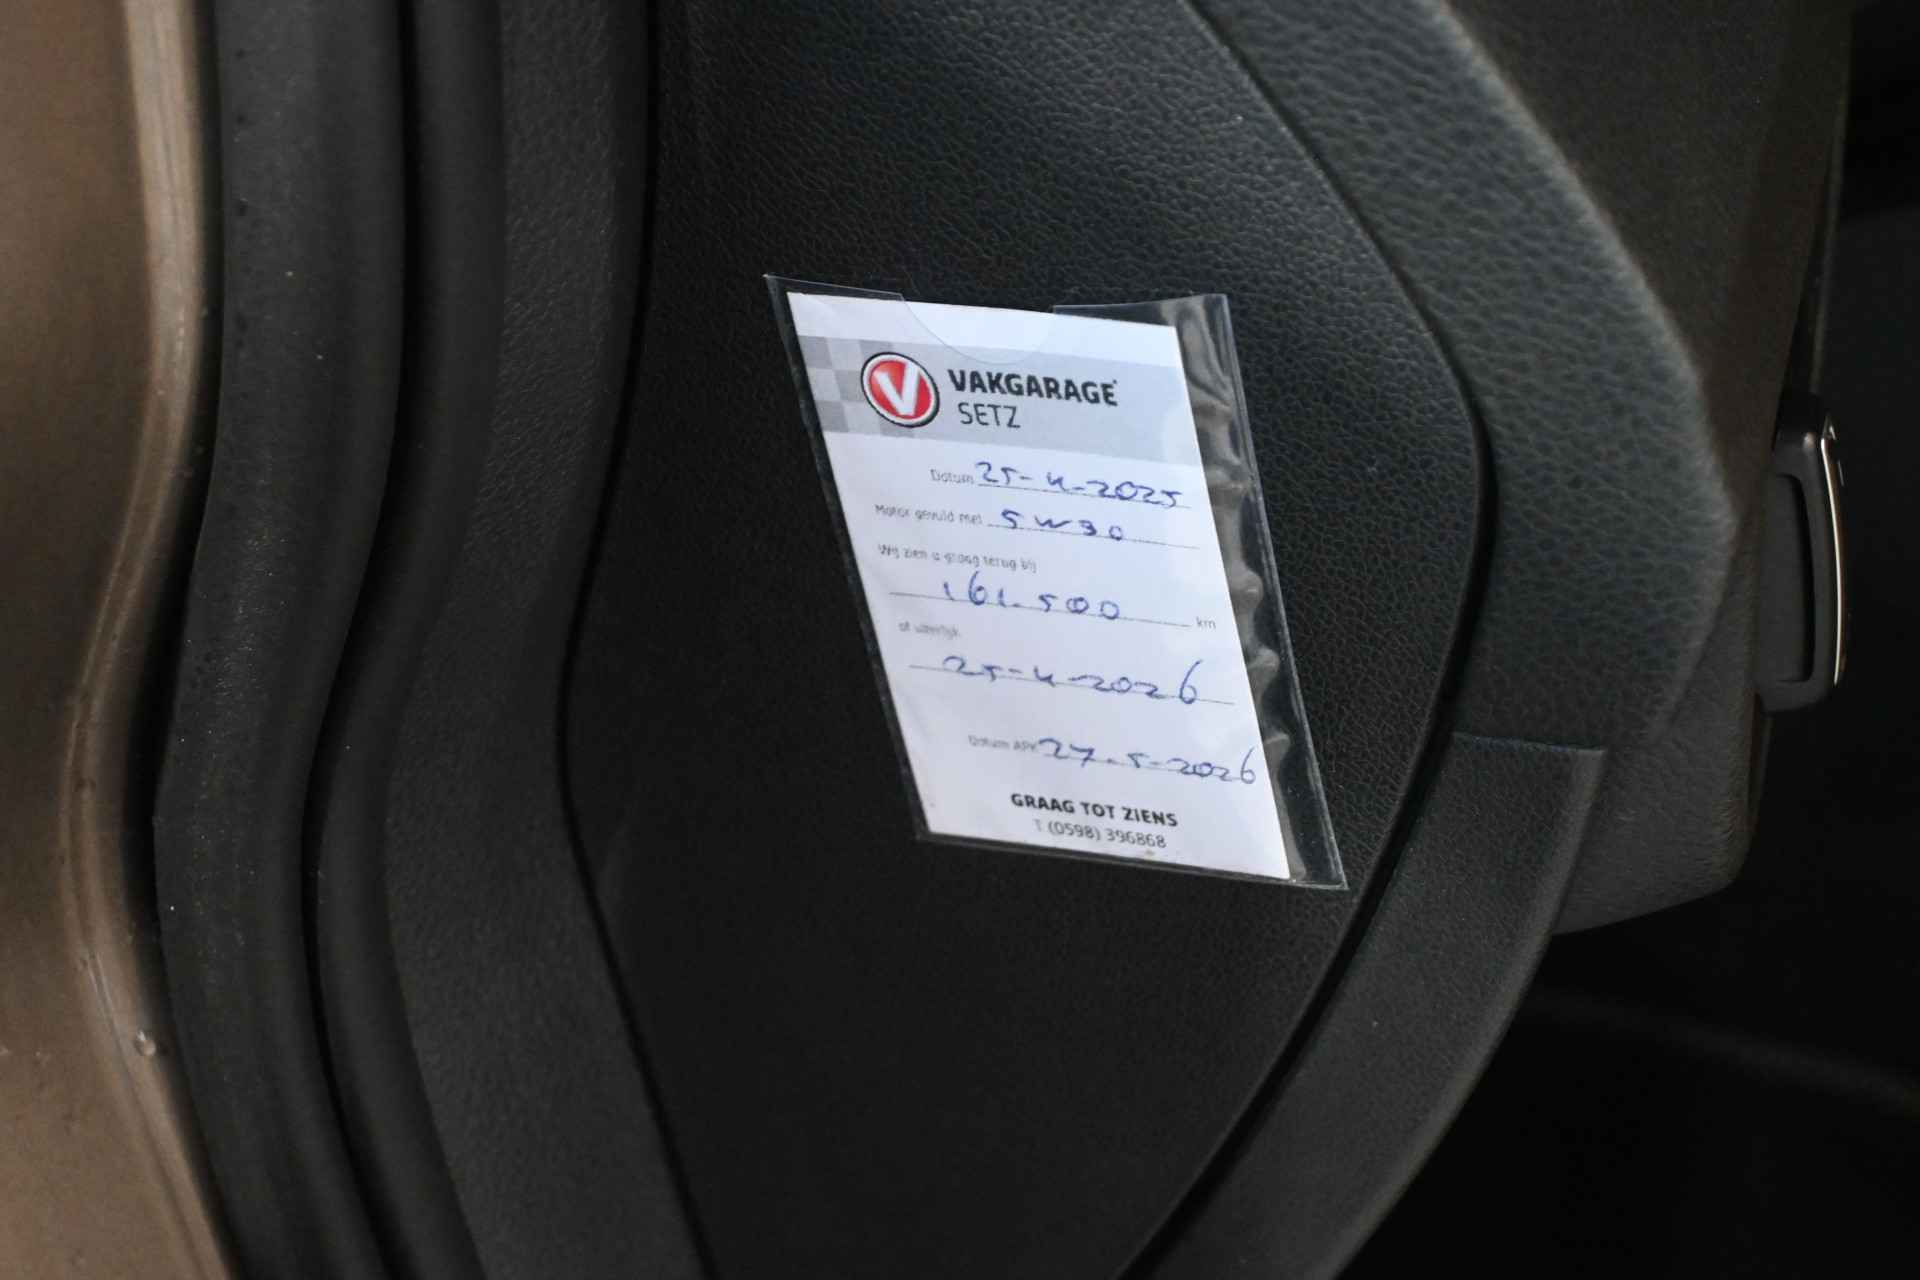 V
VAKGARAGE
SETZ
Datum 25-4-2025
Motor gevuld met 5W30
Wij zien u graag terug bij
161.500 km
of uiterlijk
25-4-2026
Datum APK 27-5-2026
GRAAG TOT ZIENS
T (0598) 396868